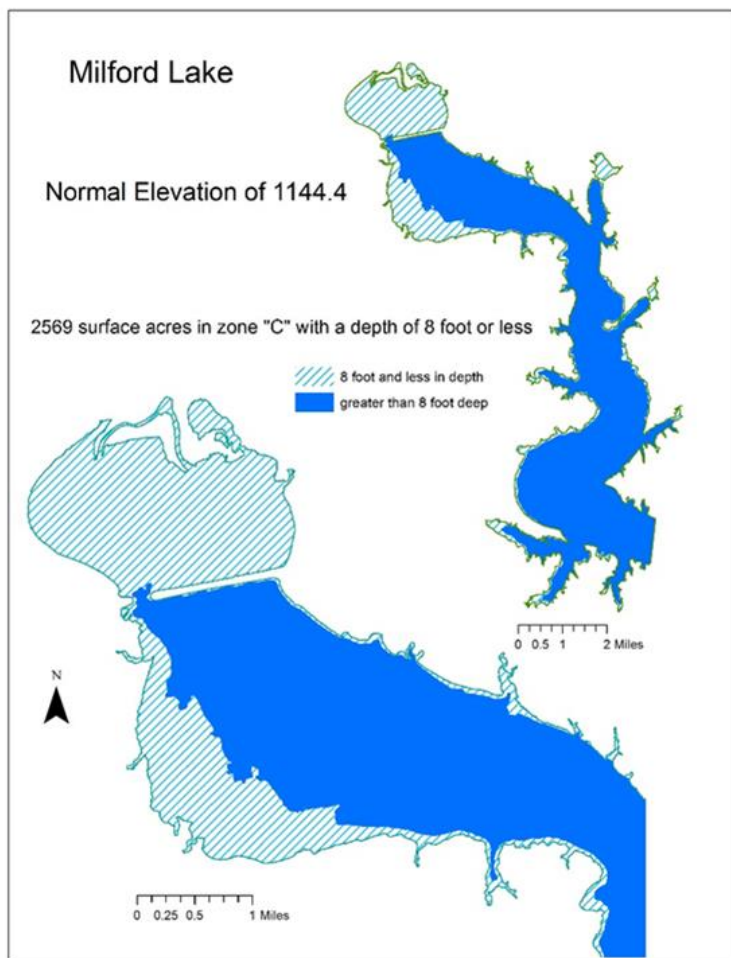 Milford Lake
Normal Elevation of 1144.4
2569 surface acres in zone "C" with a depth of 8 foot or less
8 foot and less in depth
greater than 8 foot deep
0 0.5 1 2 Miles
N
0 0.25 0.5 1 Miles